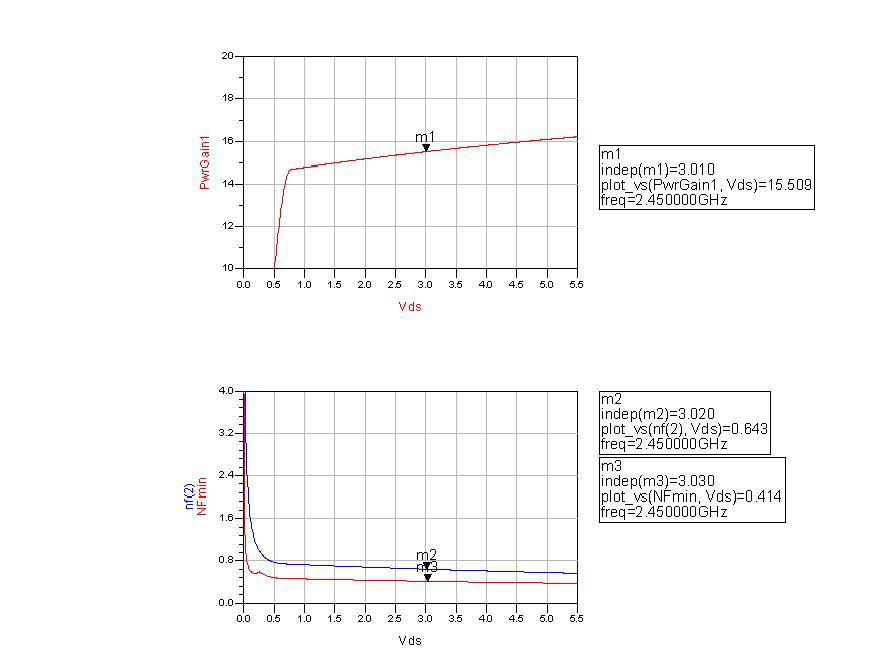 20
18
16
14
12
10
PwrGain1
m1
0.0 0.5 1.0 1.5 2.0 2.5 3.0 3.5 4.0 4.5 5.0 5.5
Vds
m1
indep(m1)=3.010
plot_vs(PwrGain1, Vds)=15.509
freq=2.450000GHz
4.0
3.2
2.4
1.6
0.8
0.0
nf(2)
NFmin
m2
m3
0.0 0.5 1.0 1.5 2.0 2.5 3.0 3.5 4.0 4.5 5.0 5.5
Vds
m2
indep(m2)=3.020
plot_vs(nf(2), Vds)=0.643
freq=2.450000GHz
m3
indep(m3)=3.030
plot_vs(NFmin, Vds)=0.414
freq=2.450000GHz